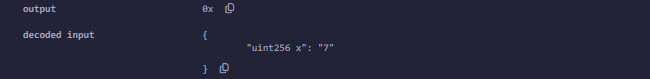 output 0x
decoded input {
"uint256 x": "7"
}